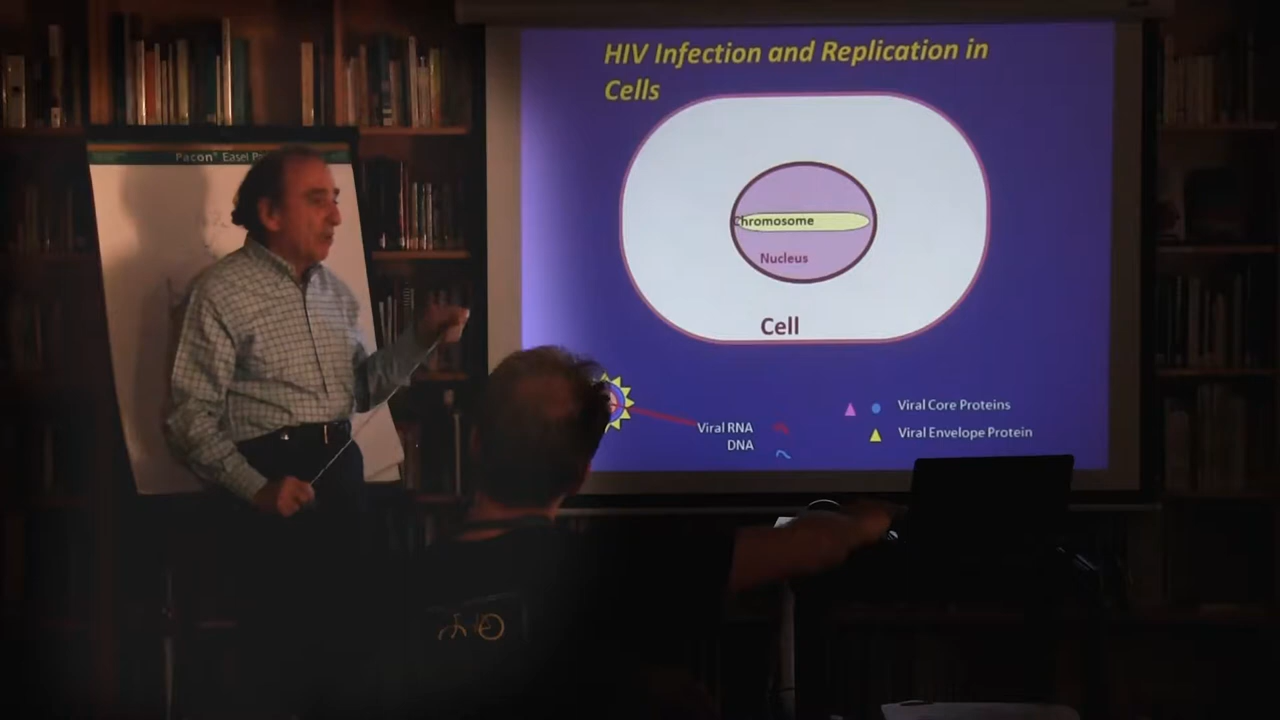 HIV Infection and Replication in
Cells
Pacon® Easel
Chromosome
Nucleus
Cell
Viral RNA
DNA
Viral Core Proteins
Viral Envelope Protein